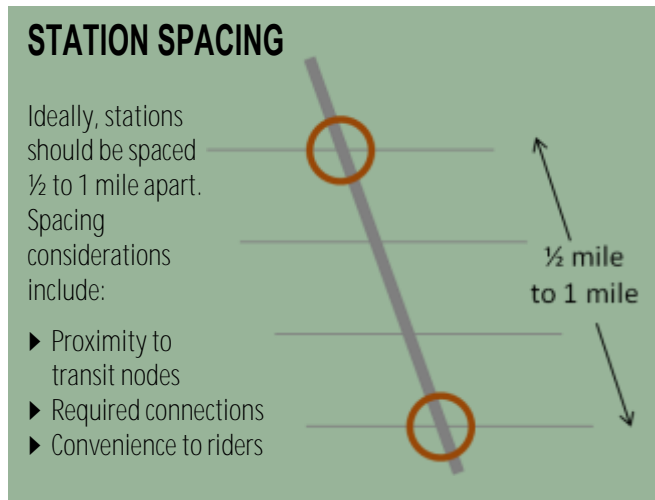 STATION SPACING
Ideally, stations
should be spaced
½ to 1 mile apart.
Spacing
considerations
include:
▶ Proximity to
transit nodes
▶ Required connections
▶ Convenience to riders
½ mile
to 1 mile